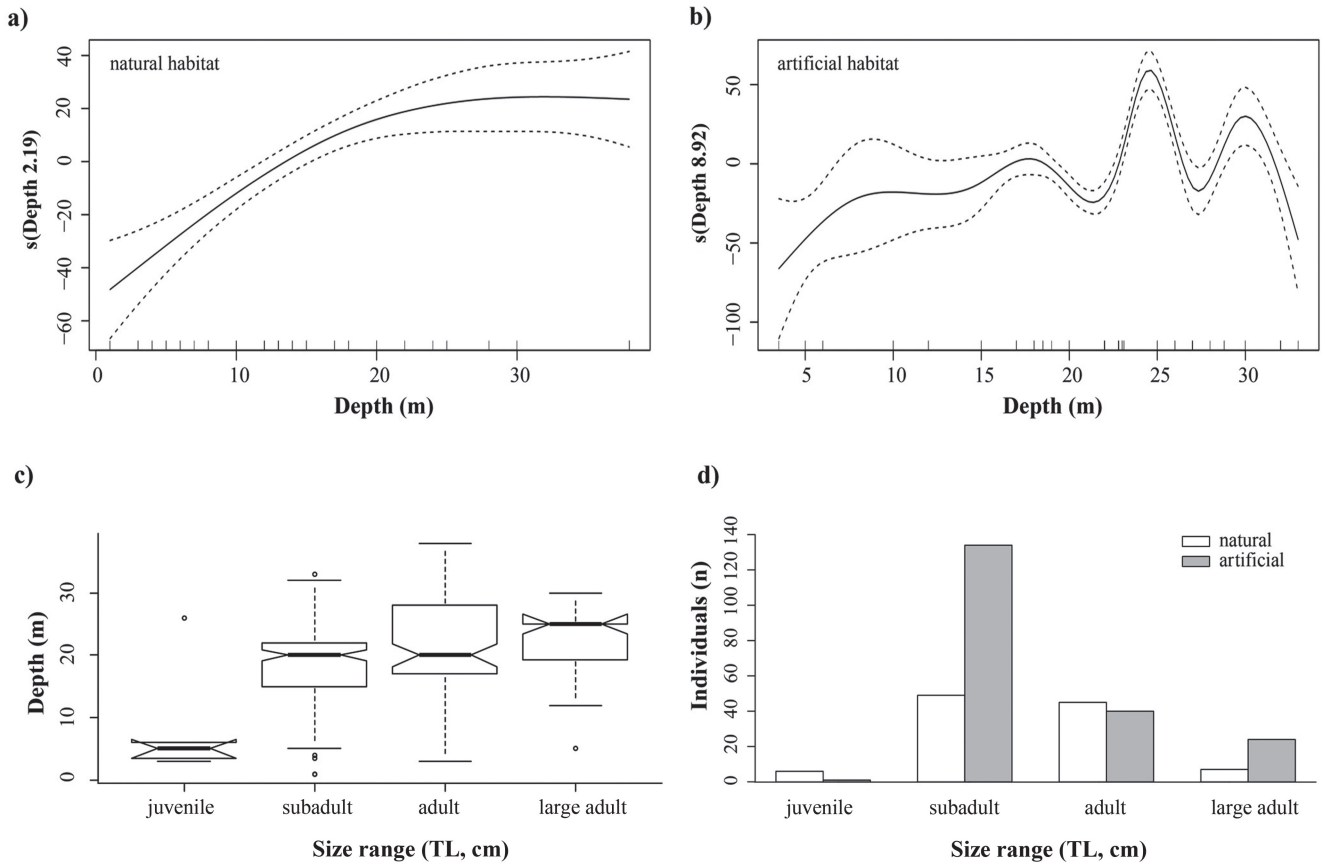 a)
natural habitat
s(Depth 2.19)
40
20
0
−20
−40
−60
0 10 20 30
Depth (m)
b)
artificial habitat
s(Depth 8.92)
50
0
−50
−100
5 10 15 20 25 30
Depth (m)
c)
Depth (m)
30
20
10
0
juvenile subadult adult large adult
Size range (TL, cm)
d)
Individuals (n)
140
120
100
80
60
40
20
0
natural
artificial
juvenile subadult adult large adult
Size range (TL, cm)